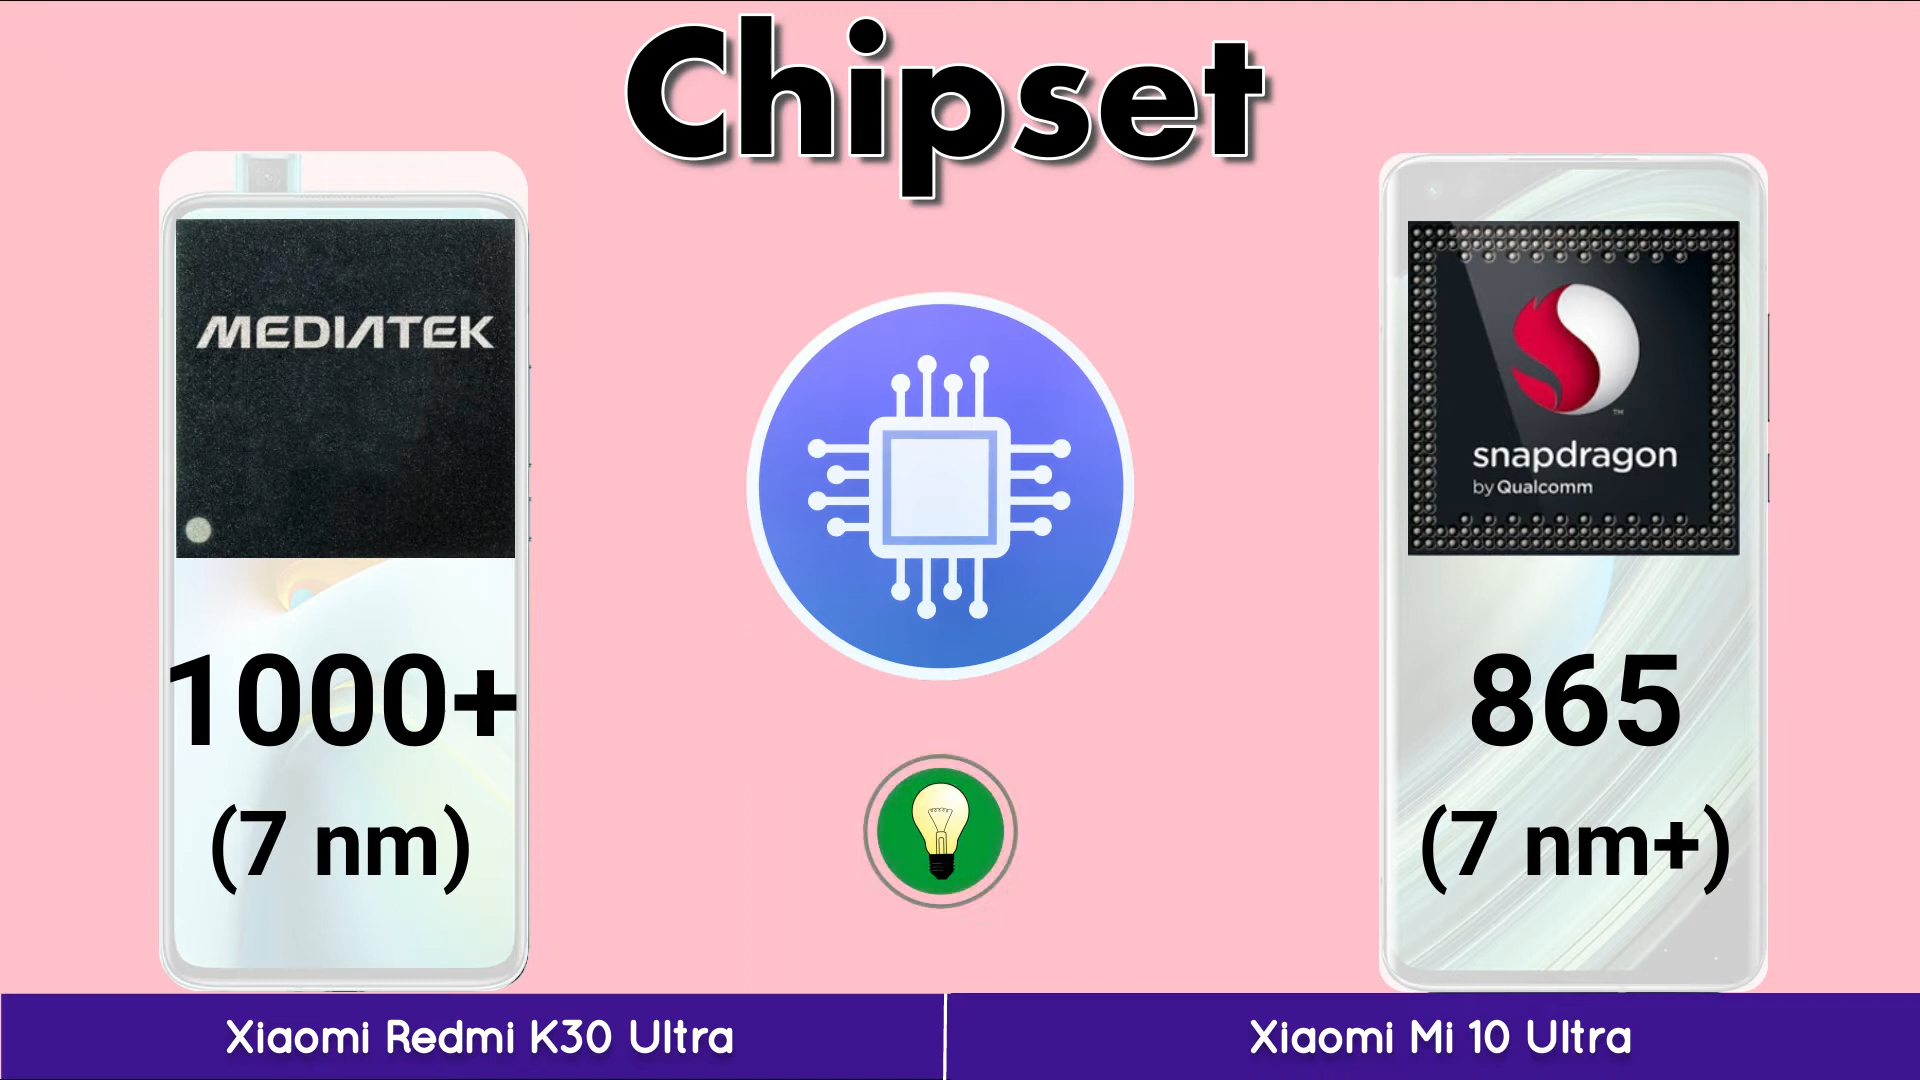 Chipset
MEDIATEK
1000+
(7 nm)
snapdragon
™
by Qualcomm
865
(7 nm+)
Xiaomi Redmi K30 Ultra
Xiaomi Mi 10 Ultra